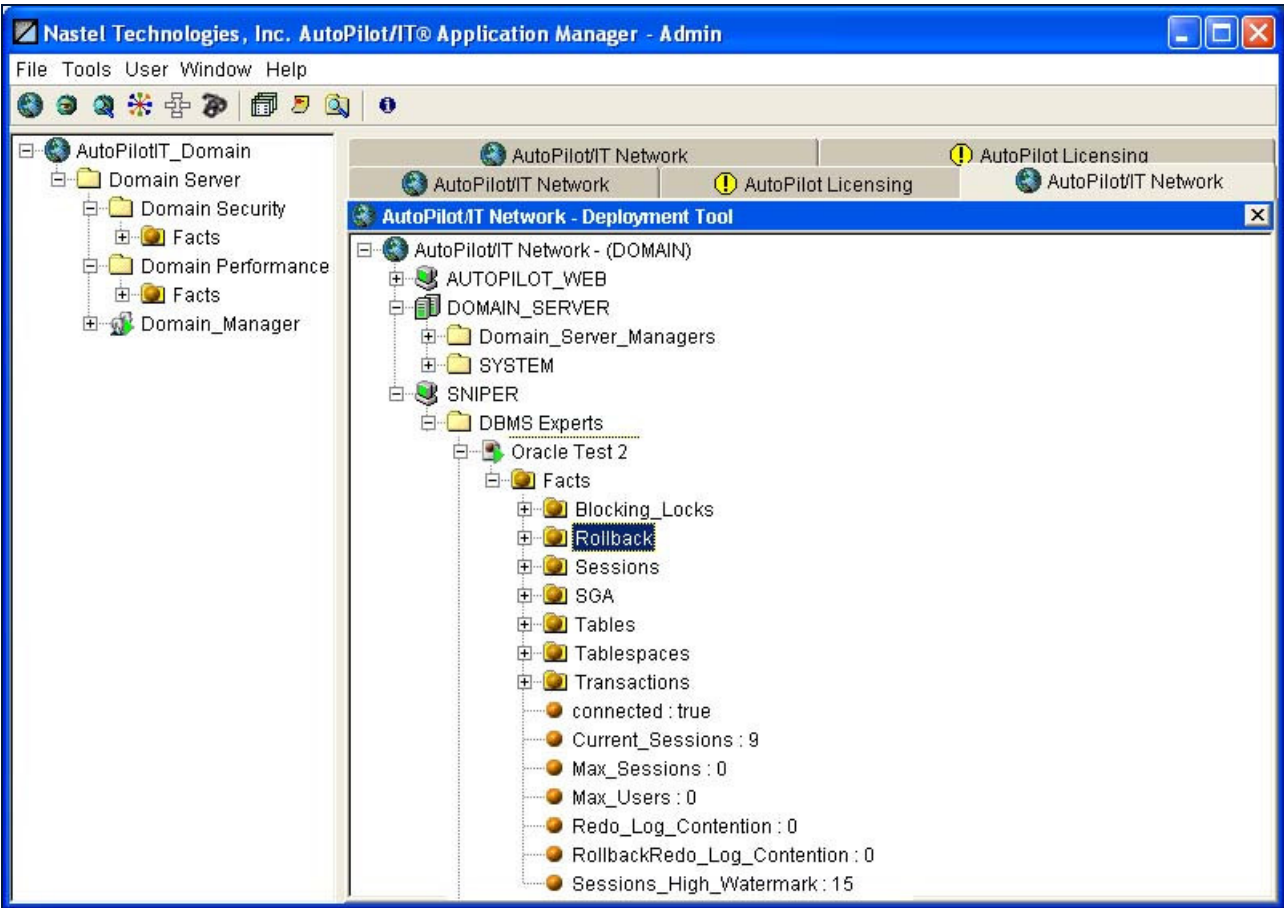 Nastel Technologies, Inc. AutoPilot/IT® Application Manager - Admin
File Tools User Window Help
AutoPilotIT_Domain
Domain Server
Domain Security
Facts
Domain Performance
Facts
Domain_Manager
AutoPilot/IT Network
AutoPilot Licensing
AutoPilot/IT Network
AutoPilot Licensing
AutoPilot/IT Network
AutoPilot/IT Network - Deployment Tool
AutoPilot/IT Network - (DOMAIN)
AUTOPILOT_WEB
DOMAIN_SERVER
Domain_Server_Managers
SYSTEM
SNIPER
DBMS Experts
Oracle Test 2
Facts
Blocking_Locks
Rollback
Sessions
SGA
Tables
Tablespaces
Transactions
connected : true
Current_Sessions : 9
Max_Sessions : 0
Max_Users : 0
Redo_Log_Contention : 0
RollbackRedo_Log_Contention : 0
Sessions_High_Watermark : 15